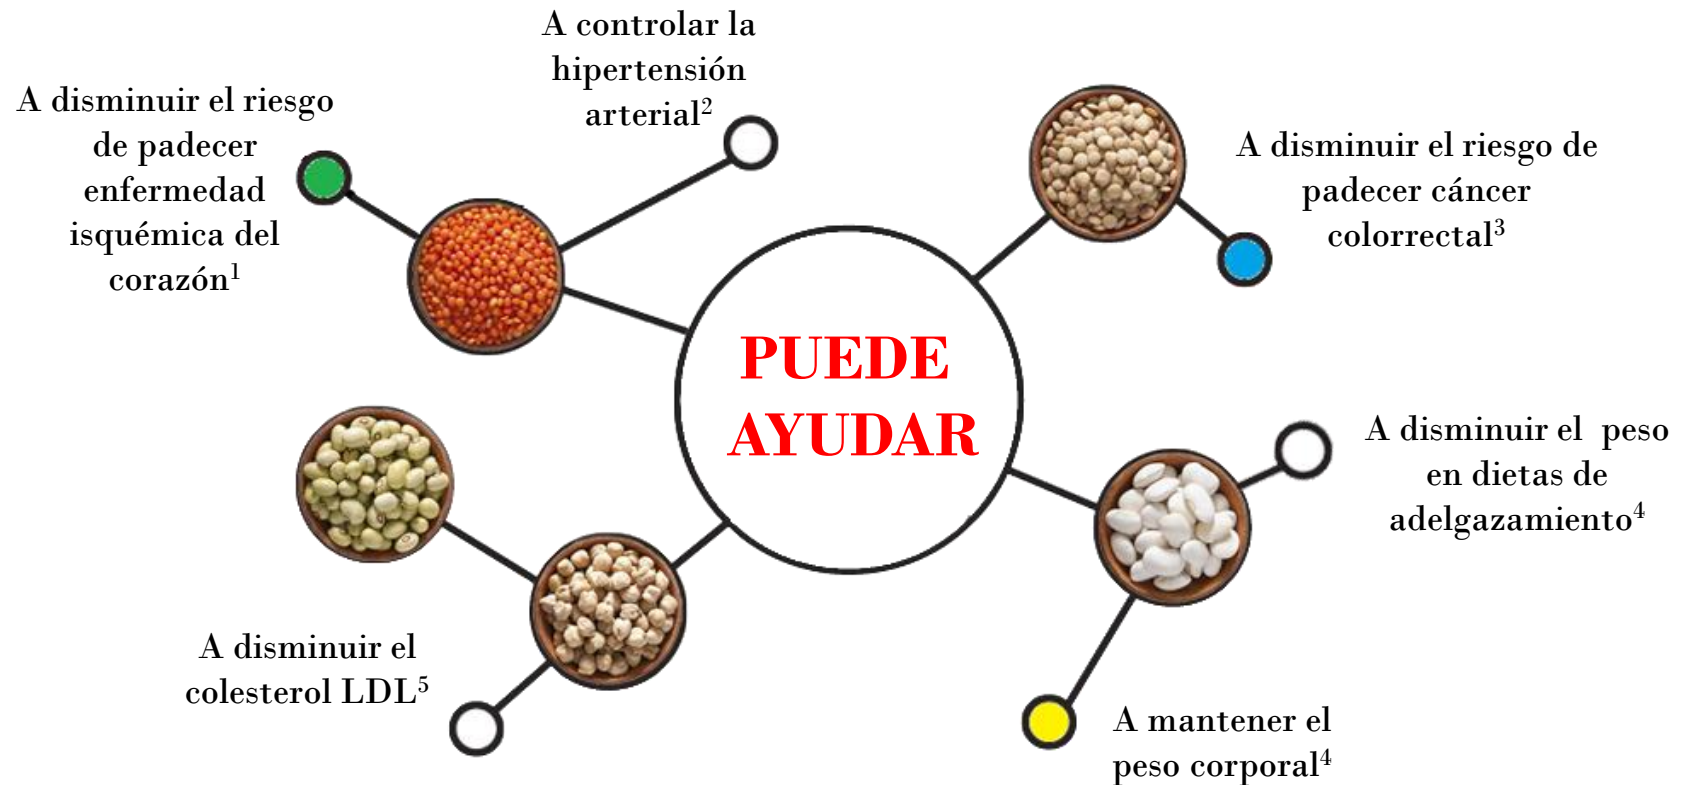 A controlar la
hipertensión
arterial²
A disminuir el riesgo
de padecer
enfermedad
isquémica del
corazón¹
A disminuir el riesgo de
padecer cáncer
colorrectal³
PUEDE
AYUDAR
A disminuir el  peso
en dietas de
adelgazamiento⁴
A disminuir el
colesterol LDL⁵
A mantener el
peso corporal⁴